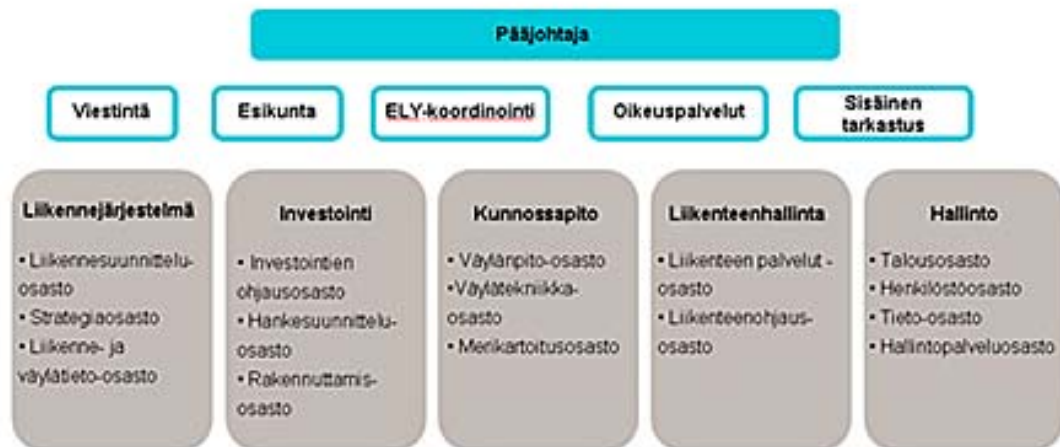 Pääjohtaja
Viestintä
Esikunta
ELY-koordinointi
Oikeuspalvelut
Sisäinen
tarkastus
Liikennejärjestelmä
• Liikennesuunnittelu-
osasto
• Strategiaosasto
• Liikenne- ja
väylätieto-osasto
Investointi
• Investointien
ohjausosasto
• Hankesuunnittelu-
osasto
• Rakennuttamis-
osasto
Kunnossapito
• Väylänpito-osasto
•Väylätekniikka-
osasto
• Merikartoitusosasto
Liikenteenhallinta
• Liikenteen palvelut -
osasto
• Liikenteenohjaus-
osasto
Hallinto
• Talousosasto
• Henkilöstöosasto
• Tieto-osasto
• Hallintopalveluosasto